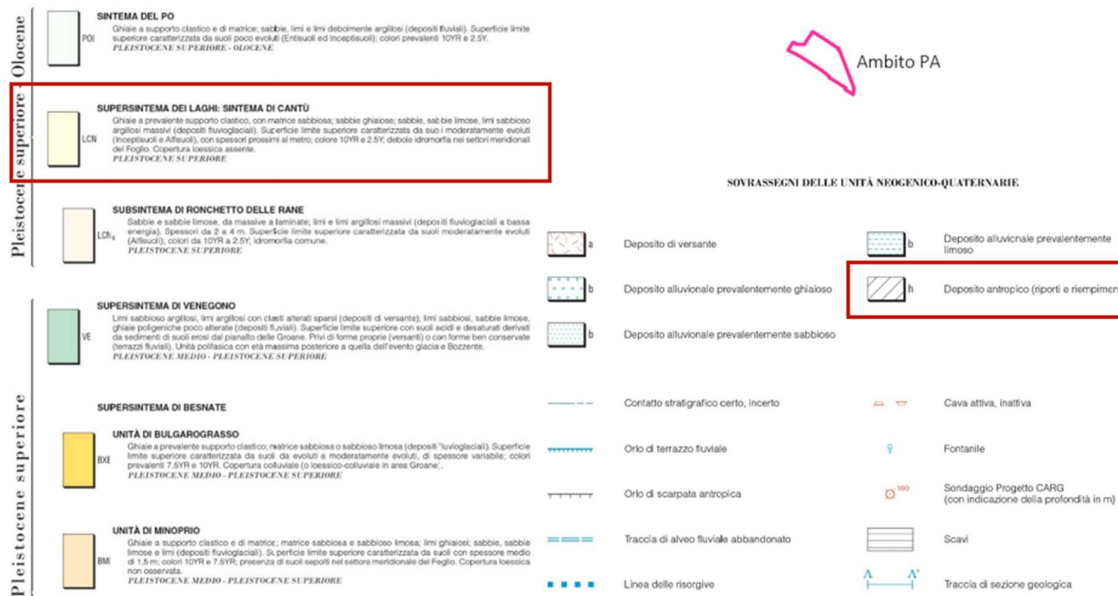 Pleistocene superiore - Olocene
SINTEMA DEL PO
POI
Ghiaie a supporto clastico e di matrice; sabbie, limi e limi debolmente argillosi (depositi fluviali). Superficie limite
superiore caratterizzata da suoli poco evoluti (Entisuoli ed Inceptisuoli); colori prevalenti 10YR e 2.5Y.
PLEISTOCENE SUPERIORE - OLOCENE
SUPERSINTEMA DEI LAGHI: SINTEMA DI CANTÙ
LCN
Ghiaie a prevalente supporto clastico, con matrice sabbiosa; sabbie ghiaiose; sabbie, sabbie limose, limi sabbioso
argillosi massivi (depositi fluvioglaciali). Superficie limite superiore caratterizzata da suoli moderatamente evoluti
(Inceptisuoli e Alfisuoli), con spessori prossimi al metro; colore 10YR e 2.5Y; debole idromorfia nei settori meridionali
del Foglio. Copertura loessica assente.
PLEISTOCENE SUPERIORE
SUBSINTEMA DI RONCHETTO DELLE RANE
Sabbie e sabbie limose, da massive a laminate; limi e limi argillosi massivi (depositi fluvioglaciali a bassa
energia). Spessori da 2 a 4 m. Superficie limite superiore caratterizzata da suoli moderatamente evoluti
(Alfisuoli); colori da 10YR a 2.5Y; idromorfia comune.
PLEISTOCENE SUPERIORE
Pleistocene superiore
SUPERSINTEMA DI VENEGONO
VE
Limi sabbioso argillosi, limi argillosi con clasti alterati sparsi (depositi di versante); limi sabbiosi, sabbie limose,
ghiaie poligeniche poco alterate (depositi fluviali). Superficie limite superiore con suoli acidi e desaturati derivati
da sedimenti di suoli erosi dal pianalto delle Groane. Privi di forme proprie (versanti) o con forme ben conservate
(terrazzi fluviali). Unità polifasica con età massima posteriore a quella dell'evento glacia e Bozzente.
PLEISTOCENE MEDIO - PLEISTOCENE SUPERIORE
SUPERSINTEMA DI BESNATE
UNITÀ DI BULGAROGRASSO
BXE
Ghiaie a prevalente supporto clastico; matrice sabbiosa o sabbioso limosa (depositi fluvioglaciali). Superficie
limite superiore caratterizzata da suoli da evoluti a moderatamente evoluti, di spessore variabile; colori
prevalenti 7.5YR e 10YR. Copertura colluviale (o loessico-colluviale in area Groane).
PLEISTOCENE MEDIO - PLEISTOCENE SUPERIORE
UNITÀ DI MINOPRIO
BMI
Ghiaie a supporto clastico e di matrice; matrice sabbiosa e sabbioso limosa; limi ghiaiosi; sabbie, sabbie
limose e limi (depositi fluvioglaciali). Superficie limite superiore caratterizzata da suoli con spessore medio
di 1,5 m; colori 10YR e 7.5YR; presenza di suoli sepolti nel settore meridionale del Foglio. Copertura loessica
non osservata.
PLEISTOCENE MEDIO - PLEISTOCENE SUPERIORE
Ambito PA
SOVRASSEGNI DELLE UNITÀ NEOGENICO-QUATERNARIE
a Deposito di versante
b Deposito alluvionale prevalentemente ghiaioso
b Deposito alluvionale prevalentemente sabbioso
b Deposito alluvionale prevalentemente
limoso
h Deposito antropico (riporti e riempimen
Contatto stratigrafico certo, incerto
Orlo di terrazzo fluviale
Orlo di scarpata antropica
Traccia di alveo fluviale abbandonato
Linea delle risorgive
Cava attiva, inattiva
Fontanile
100 Sondaggio Progetto CARG
(con indicazione della profondità in m)
Scavi
A A' Traccia di sezione geologica